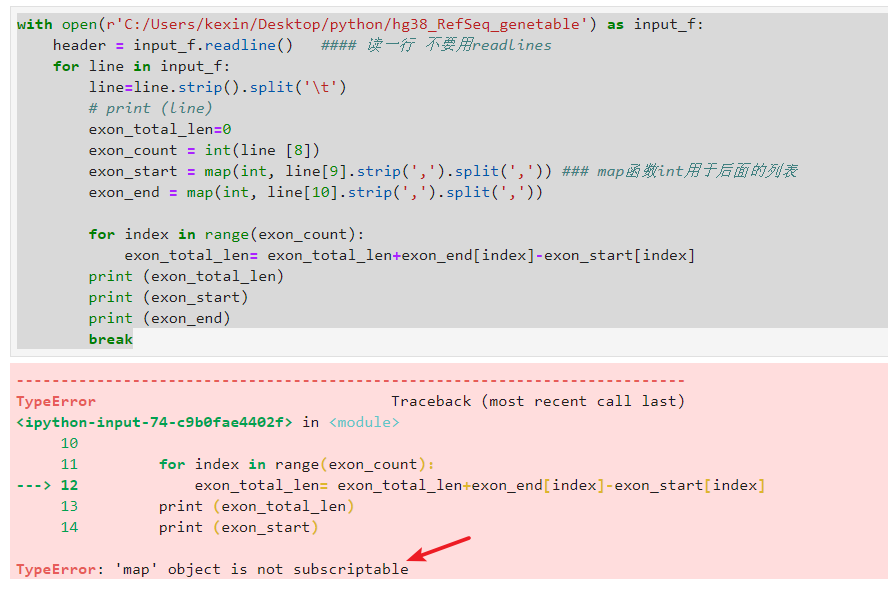 with open(r'C:/Users/kexin/Desktop/python/hg38_RefSeq_genetable') as input_f:
    header = input_f.readline()   #### 读一行 不要用readlines
    for line in input_f:
        line=line.strip().split('\t')
        # print (line)
        exon_total_len=0
        exon_count = int(line [8])
        exon_start = map(int, line[9].strip(',').split(',')) ### map函数int用于后面的列表
        exon_end = map(int, line[10].strip(',').split(','))

        for index in range(exon_count):
            exon_total_len= exon_total_len+exon_end[index]-exon_start[index]
        print (exon_total_len)
        print (exon_start)
        print (exon_end)
        break
---------------------------------------------------------------------------
TypeError                                 Traceback (most recent call last)
<ipython-input-74-c9b0fae4402f> in <module>
     10
     11         for index in range(exon_count):
---> 12             exon_total_len= exon_total_len+exon_end[index]-exon_start[index]
     13         print (exon_total_len)
     14         print (exon_start)

TypeError: 'map' object is not subscriptable